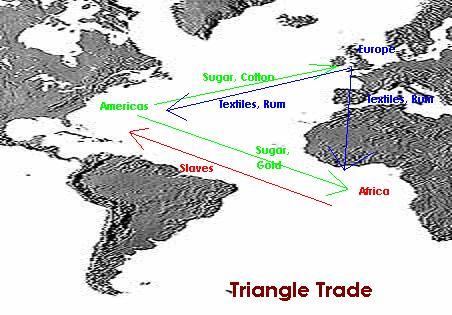 Europe
Sugar, Cotton
Textiles, Rum
Textiles, Rum
Americas
Sugar,
Gold
Slaves
Africa
Triangle Trade